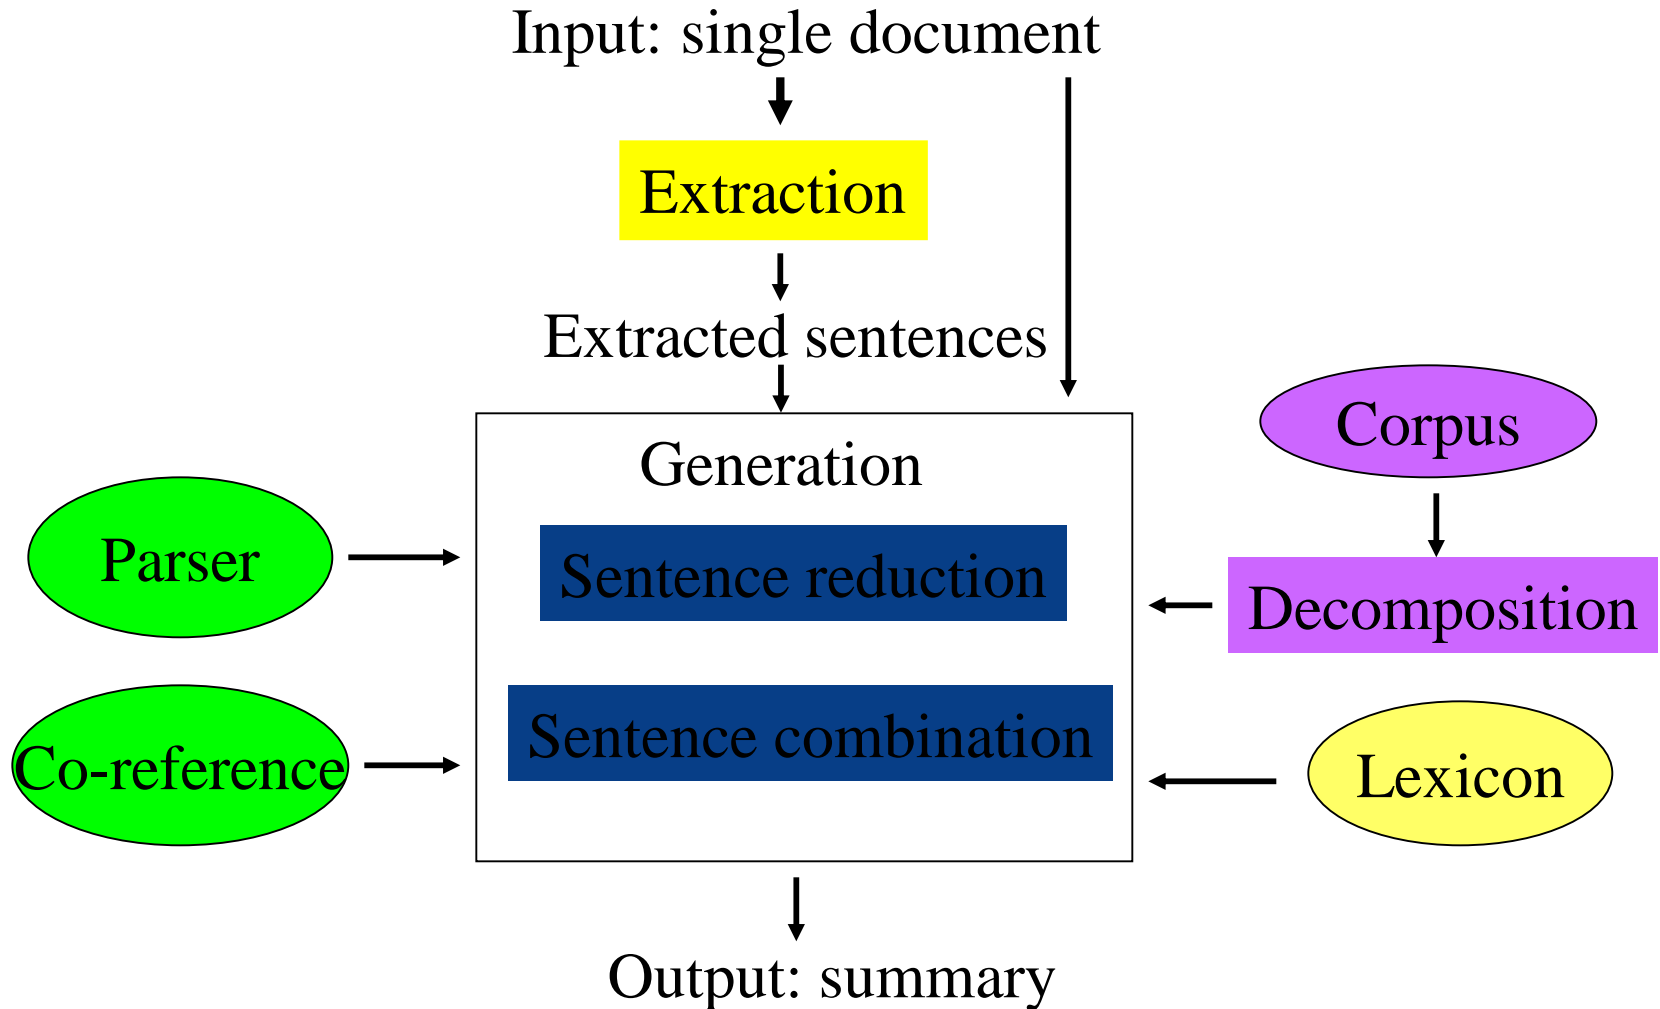 Input: single document
Extraction
Extracted sentences
Generation
Corpus
Parser
Sentence reduction
Decomposition
Co-reference
Sentence combination
Lexicon
Output: summary